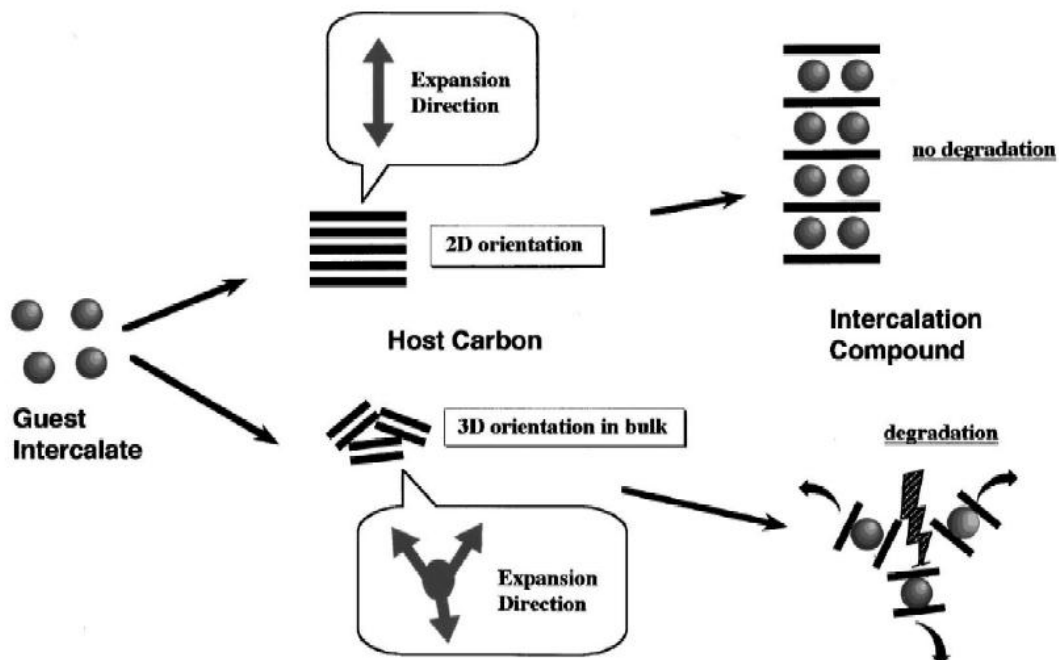 Expansion
Direction
no degradation
2D orientation
Host Carbon
Intercalation
Compound
Guest
Intercalate
3D orientation in bulk
degradation
Expansion
Direction